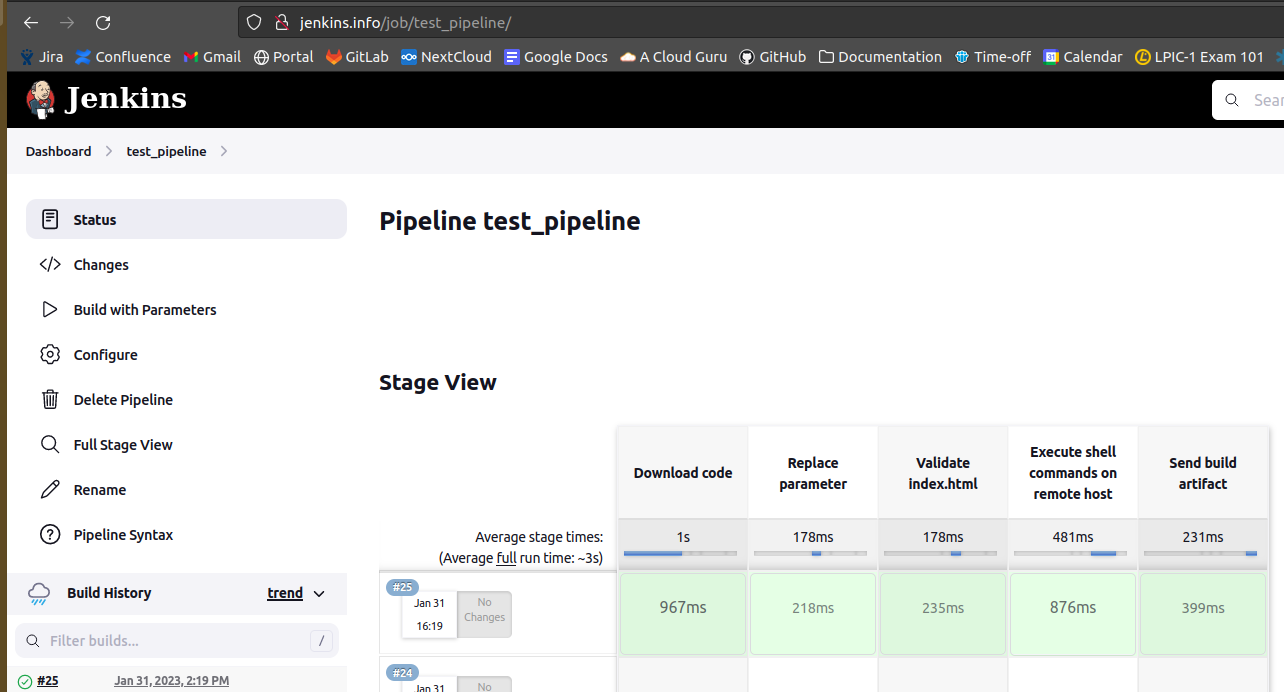 jenkins.info/job/test_pipeline/
Jira Confluence Gmail Portal GitLab NextCloud Google Docs A Cloud Guru GitHub Documentation Time-off 31 Calendar LPIC-1 Exam 101
Jenkins
Sear
Dashboard test_pipeline
Status
Changes
Build with Parameters
Configure
Delete Pipeline
Full Stage View
Rename
Pipeline Syntax
Build History trend
Filter builds... /
#25 Jan 31, 2023, 2:19 PM
Pipeline test_pipeline
Stage View
Download code
Replace
parameter
Validate
index.html
Execute shell
commands on
remote host
Send build
artifact
Average stage times:
(Average full run time: ~3s)
1s 178ms 178ms 481ms 231ms
#25
Jan 31
16:19
No
Changes
967ms 218ms 235ms 876ms 399ms
#24
Jan 31
No